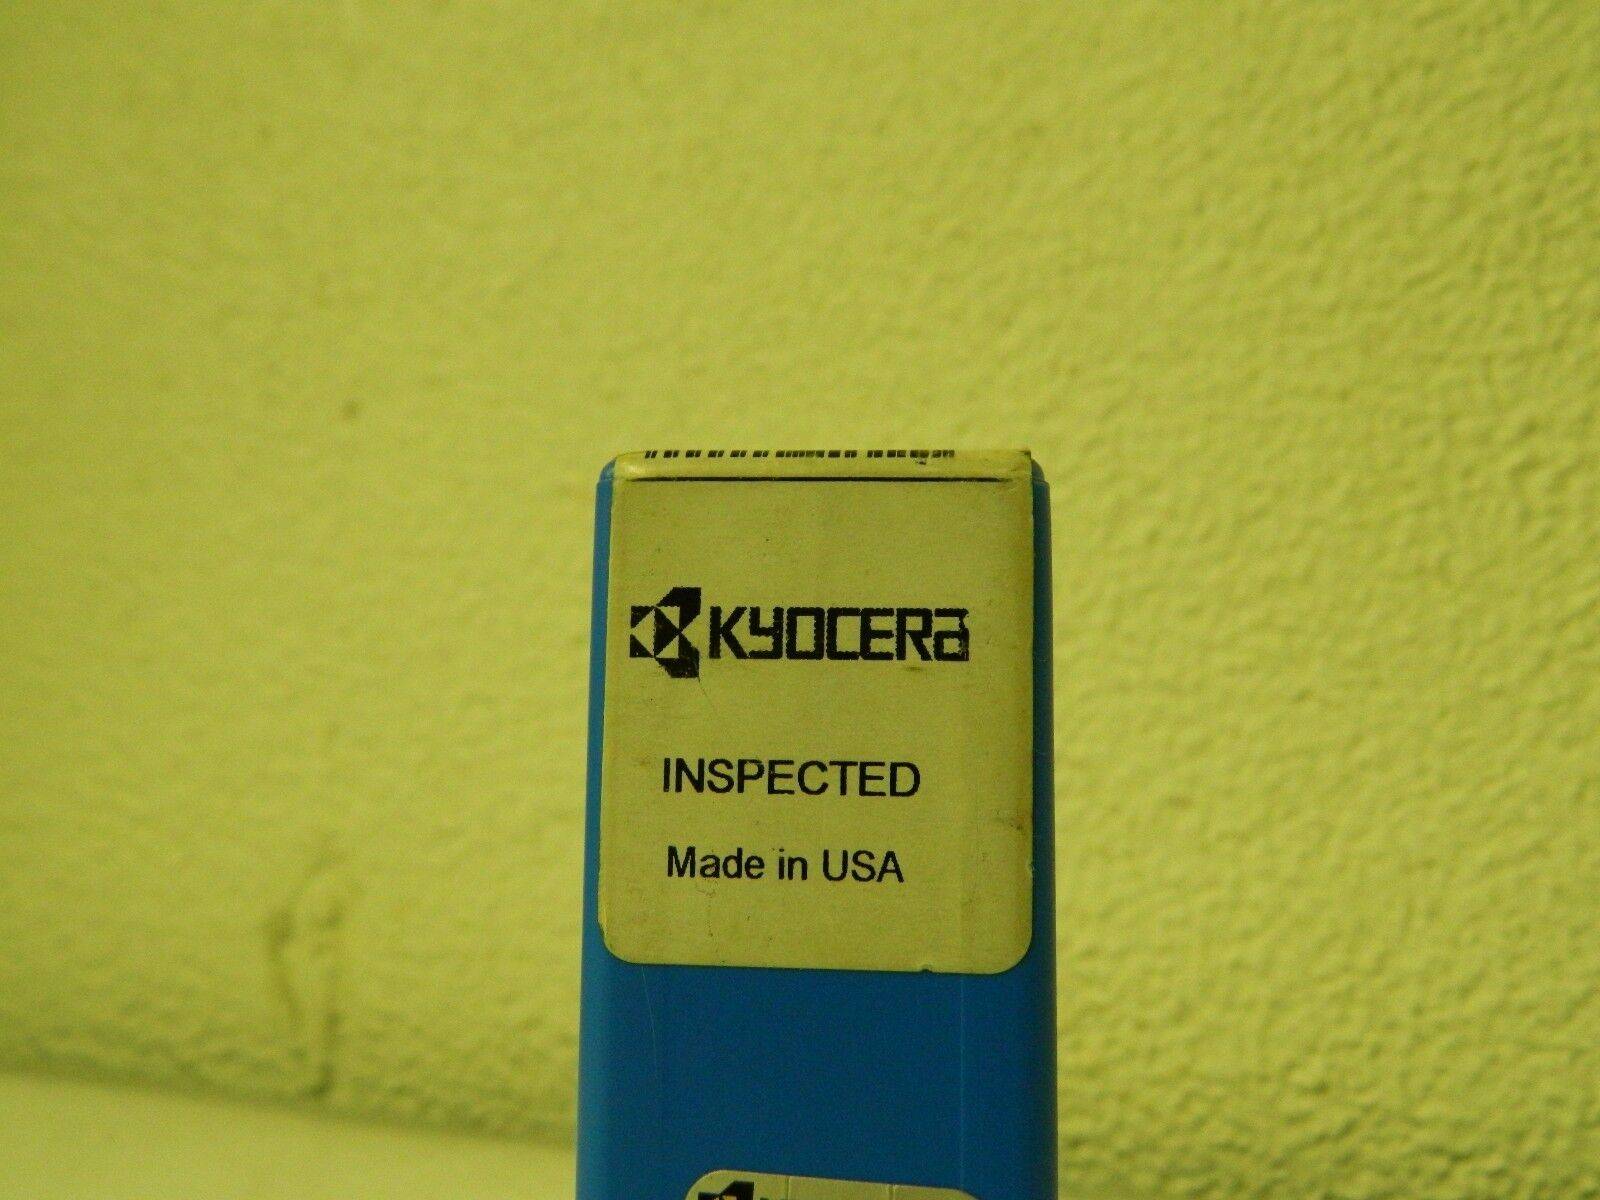 KYOCERA
INSPECTED
Made in USA